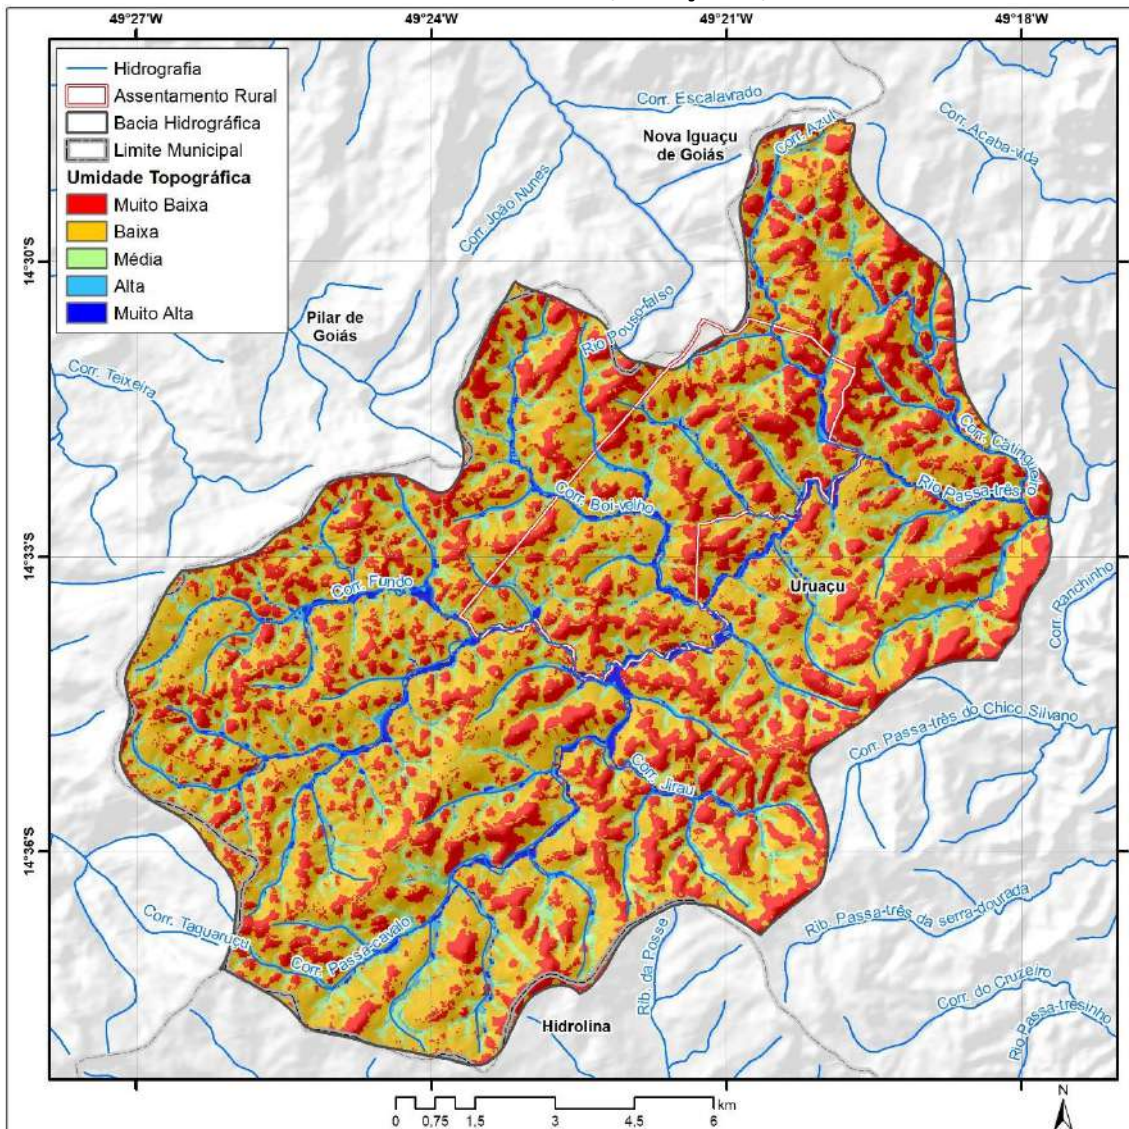 49°27'W
49°24'W
49°21'W
49°18'W
Hidrografia
Assentamento Rural
Bacia Hidrográfica
Limite Municipal
Umidade Topográfica
Muito Baixa
Baixa
Média
Alta
Muito Alta
Corr. Escalavrado
Nova Iguaçu
de Goiás
Corr. Azul
Corr. Acaba-vida
Corr. João Nunes
14°30'S
Rio Pouso-falso
Pilar de
Goiás
Corr. Teixeira
Corr. Catingueiro
Rio Passa-três
Corr. Boi-velho
14°33'S
Corr. Fundo
Uruaçu
Corr. Ranchinho
Corr. Passa-três do Chico Silvano
Corr. Jirau
14°36'S
Rib. Passa-três da serra-dourada
Corr. Taguaruçu
Corr. Passa-cavalo
Rib. da Posse
Corr. do Cruzeiro
Rio Passa-tresinho
Hidrolina
0 0,75 1,5 3 4,5 6 km
N